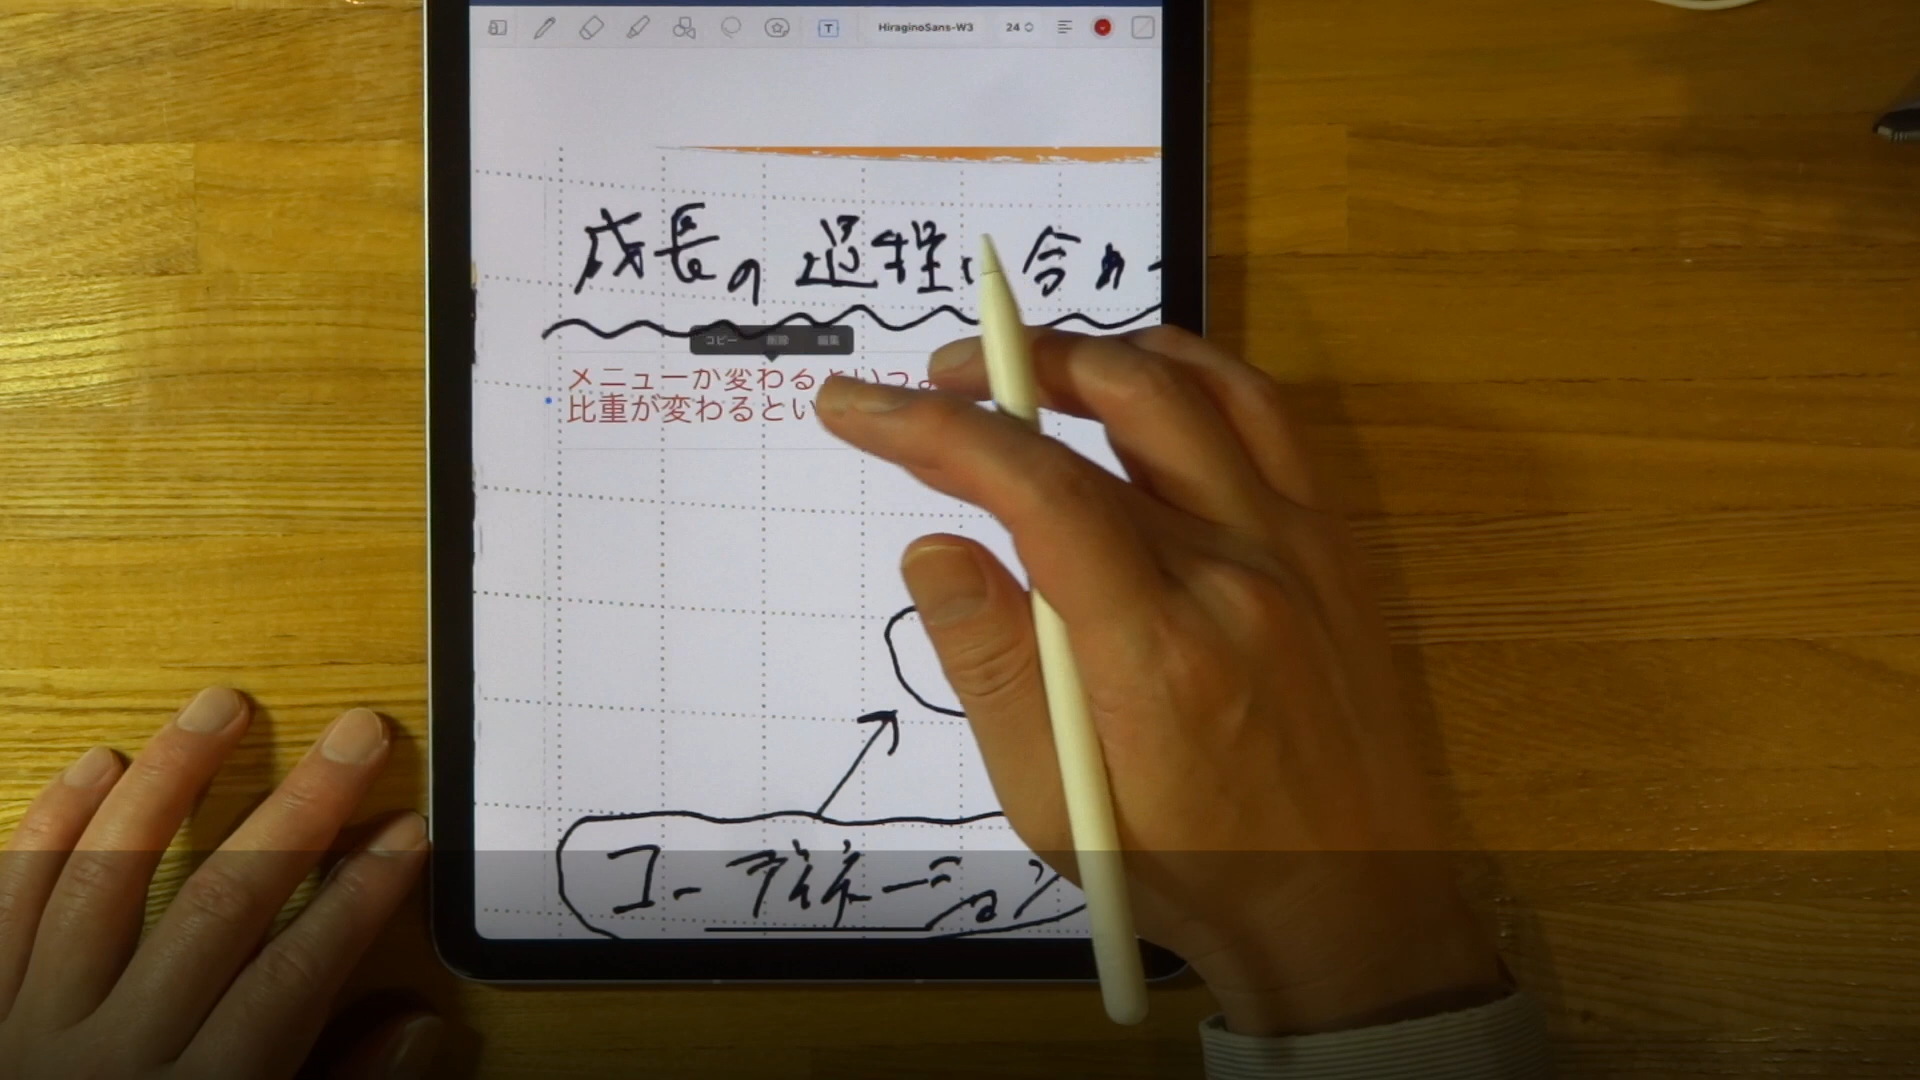 HiraginoSans-W3 24
成長の過程に合わ
コピー 削除 編集
メニューが変わるというよ
比重が変わるとい
コーディネーション